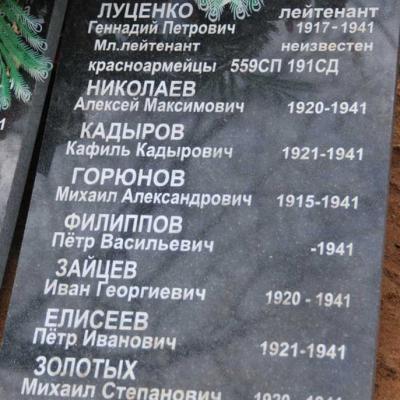 ЛУЦЕНКО лейтенант
Геннадий Петрович 1917-1941
Мл.лейтенант неизвестен
красноармейцы 559СП 191СД
НИКОЛАЕВ
Алексей Максимович 1920-1941
КАДЫРОВ
Кафиль Кадырович 1921-1941
ГОРЮНОВ
Михаил Александрович 1915-1941
ФИЛИППОВ
Пётр Васильевич -1941
ЗАЙЦЕВ
Иван Георгиевич 1920 - 1941
ЕЛИСЕЕВ
Пётр Иванович 1921-1941
ЗОЛОТЫХ
Михаил Степанович 1920 - 1941